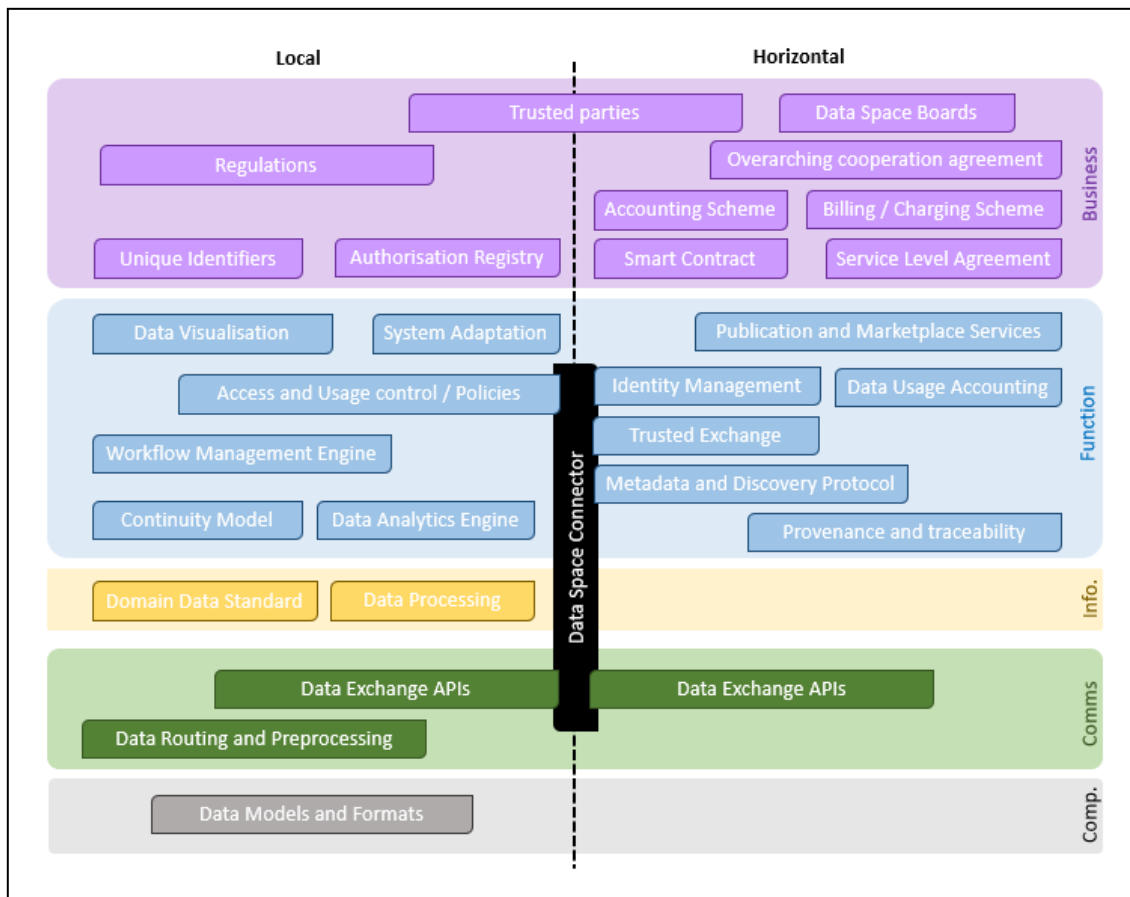 Local
Horizontal
Trusted parties
Data Space Boards
Regulations
Overarching cooperation agreement
Accounting Scheme
Billing / Charging Scheme
Unique Identifiers
Authorisation Registry
Smart Contract
Service Level Agreement
Business
Data Visualisation
System Adaptation
Publication and Marketplace Services
Access and Usage control / Policies
Identity Management
Data Usage Accounting
Trusted Exchange
Workflow Management Engine
Metadata and Discovery Protocol
Continuity Model
Data Analytics Engine
Provenance and traceability
Function
Data Space Connector
Domain Data Standard
Data Processing
Info.
Data Exchange APIs
Data Exchange APIs
Data Routing and Preprocessing
Comms
Data Models and Formats
Comp.